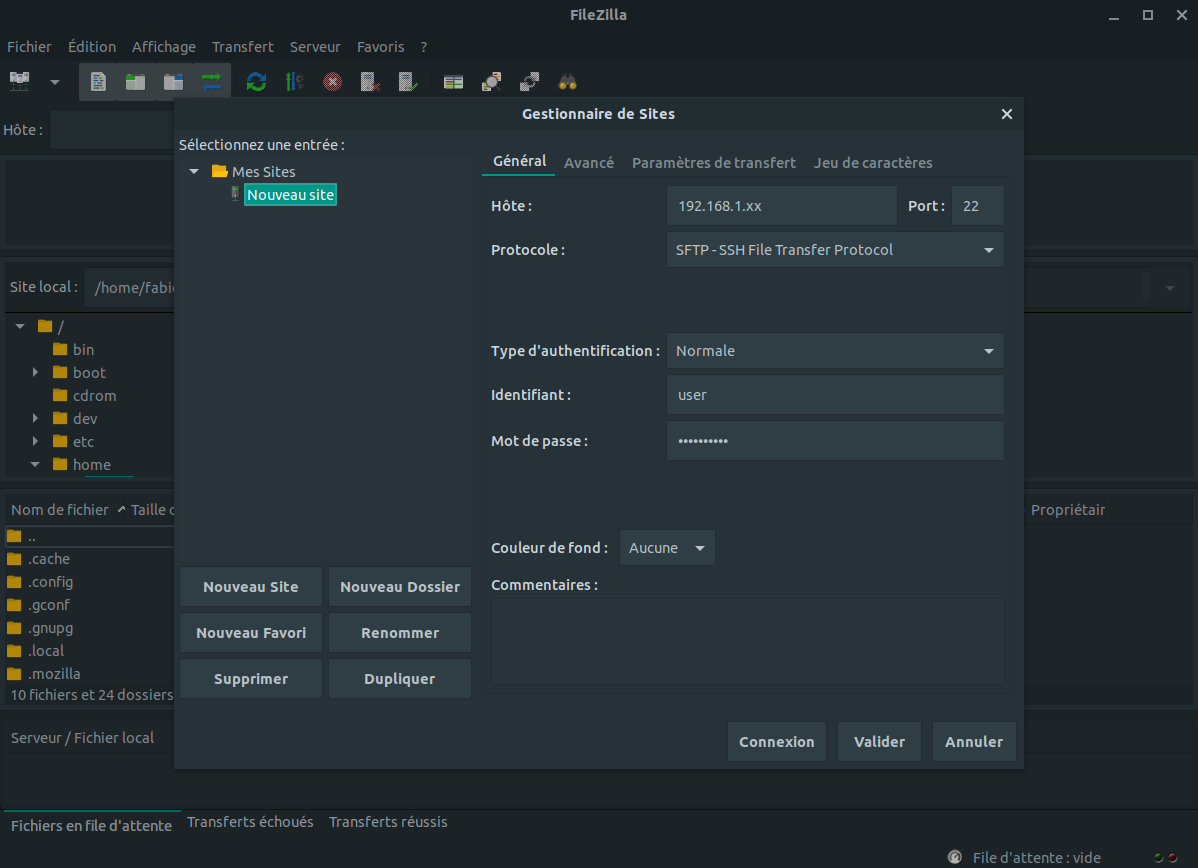 FileZilla
Fichier Édition Affichage Transfert Serveur Favoris ?
Hôte :
Gestionnaire de Sites
Sélectionnez une entrée :
Mes Sites
Nouveau site
Général Avancé Paramètres de transfert Jeu de caractères
Hôte : 192.168.1.xx Port : 22
Protocole : SFTP - SSH File Transfer Protocol
Type d'authentification : Normale
Identifiant : user
Mot de passe : ••••••••••
Couleur de fond : Aucune
Commentaires :
Nouveau Site Nouveau Dossier
Nouveau Favori Renommer
Supprimer Dupliquer
Connexion Valider Annuler
Site local : /home/fabi
/
bin
boot
cdrom
dev
etc
home
Nom de fichier Taille Propriétair
..
.cache
.config
.gconf
.gnupg
.local
.mozilla
10 fichiers et 24 dossiers
Serveur / Fichier local
Fichiers en file d'attente Transferts échoués Transferts réussis
File d'attente : vide